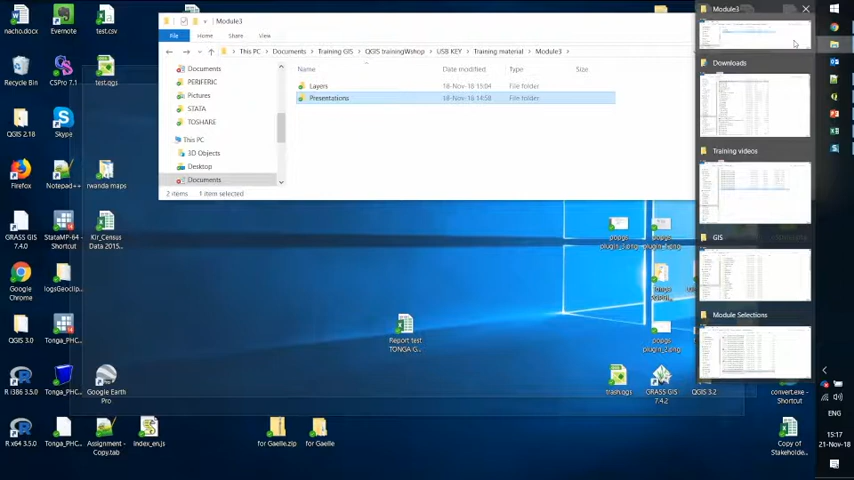 Module3
File
Home
Share
View
This PC > Documents > Training GIS > QGIS trainingWshop > USB KEY > Training material > Module3 >
Name
Date modified
Type
Size
Documents
PERIFERIC
Pictures
STATA
TOSHARE
This PC
3D Objects
Desktop
Documents
Layers
18-Nov-18 15:04
File folder
Presentations
18-Nov-18 14:58
File folder
2 items
1 item selected
Module3
Downloads
Training videos
GIS
Module Selections
nacho.docx
Evernote
test.csv
Recycle Bin
CSPro 7.1
test.qgs
QGIS 2.18
Skype
Firefox
Notepad++
rwanda maps
GRASS GIS
7.4.0
StataMP-64 -
Shortcut
Kir_Census
Data 2015...
Google
Chrome
logsGeoclip...
QGIS 3.0
Tonga_PHC...
R i386 3.5.0
Tonga_PHC...
Google Earth
Pro
R x64 3.5.0
Tonga_PHC...
Assignment -
Copy.tab
index_en.js
for Gaelle.zip
for Gaelle
Report test
TONGA G...
popgis
popgis
plugin_2.png
trash.qgs
GRASS GIS
7.4.2
QGIS 3.2
convert.exe -
Shortcut
Copy of
Stakeholde...
ENG
15:17
21-Nov-18